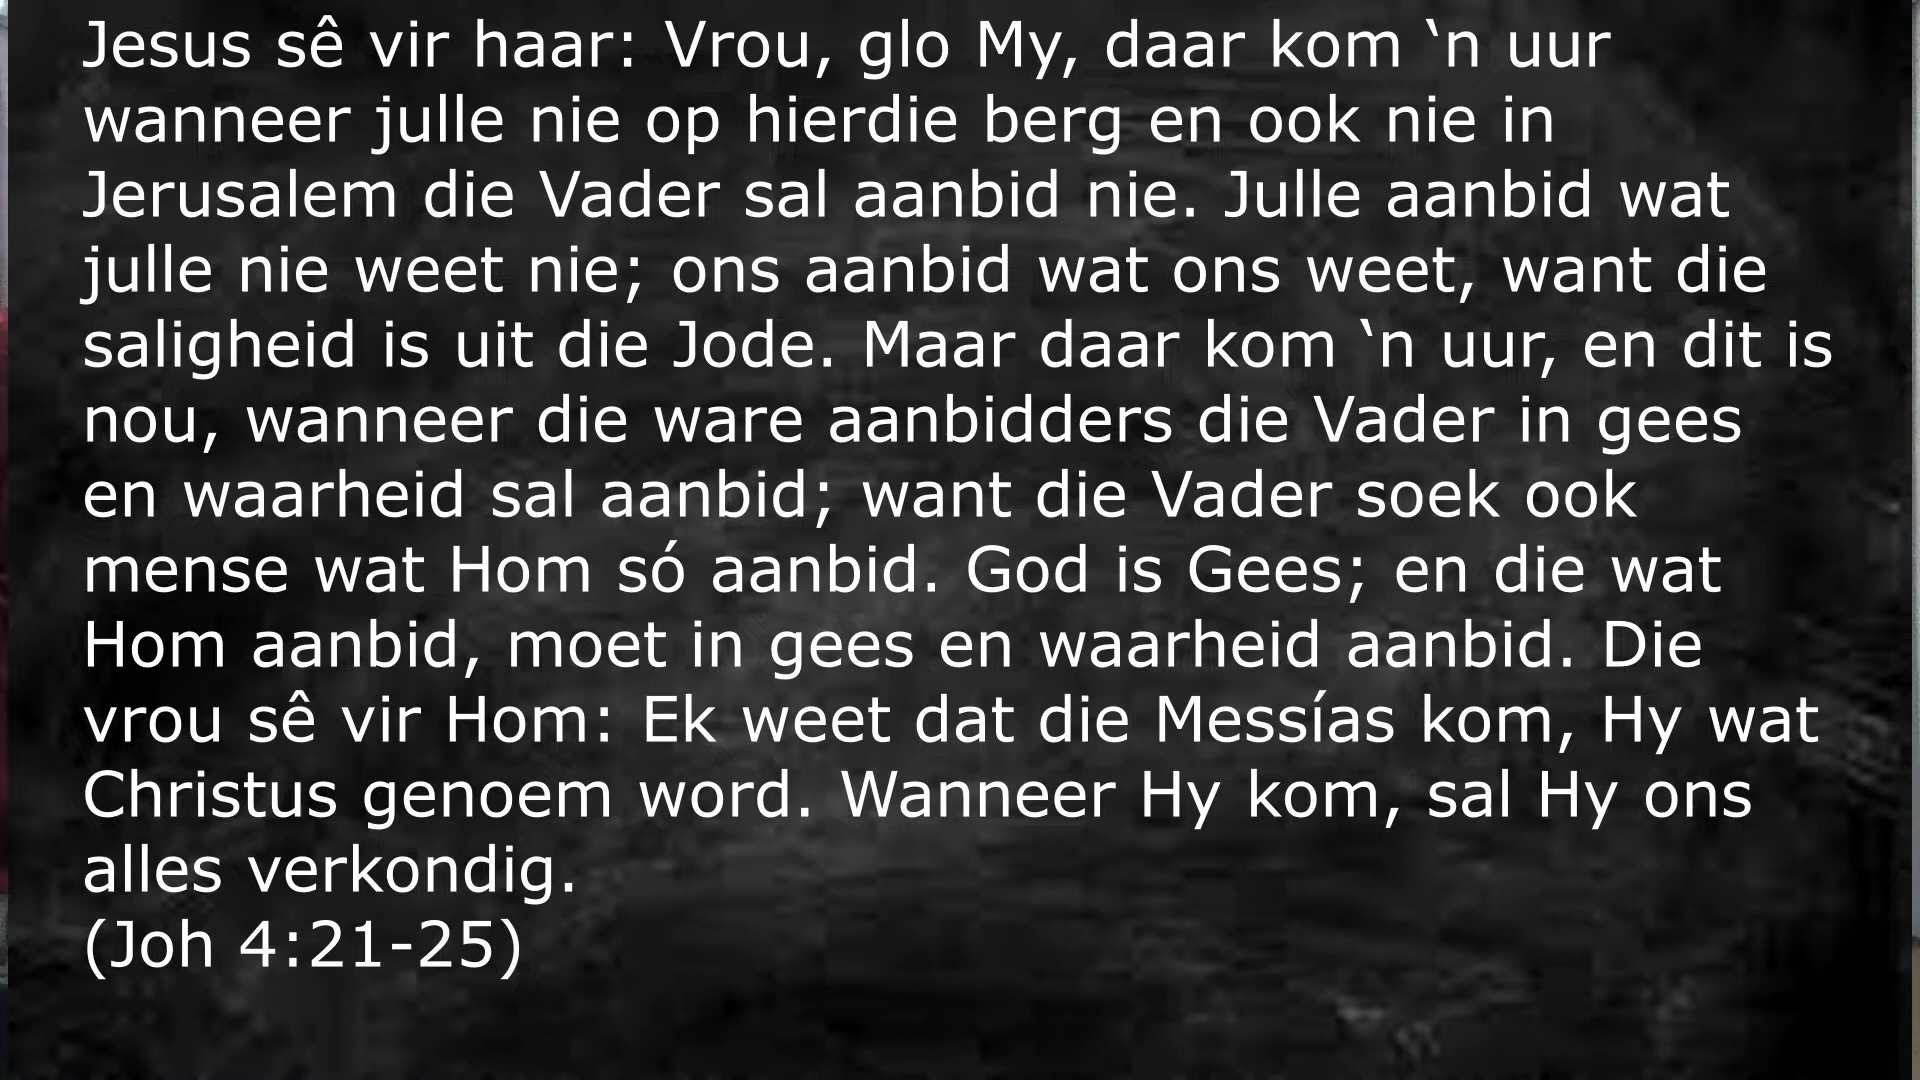 Jesus sê vir haar: Vrou, glo My, daar kom ‘n uur
wanneer julle nie op hierdie berg en ook nie in
Jerusalem die Vader sal aanbid nie. Julle aanbid wat
julle nie weet nie; ons aanbid wat ons weet, want die
saligheid is uit die Jode. Maar daar kom ‘n uur, en dit is
nou, wanneer die ware aanbidders die Vader in gees
en waarheid sal aanbid; want die Vader soek ook
mense wat Hom só aanbid. God is Gees; en die wat
Hom aanbid, moet in gees en waarheid aanbid. Die
vrou sê vir Hom: Ek weet dat die Messías kom, Hy wat
Christus genoem word. Wanneer Hy kom, sal Hy ons
alles verkondig.
(Joh 4:21-25)